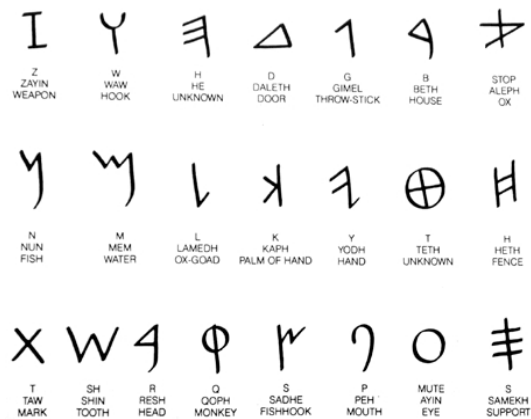 𐤀 𐤁 𐤂 𐤃 𐤄 𐤅 𐤆
Z W H D G B STOP
ZAYIN WAW HE DALETH GIMEL BETH ALEPH
WEAPON HOOK UNKNOWN DOOR THROW-STICK HOUSE OX
𐤇 𐤈 𐤉 𐤊 𐤋 𐤌 𐤍
N M L K Y T H
NUN MEM LAMEDH KAPH YODH TETH HETH
FISH WATER OX-GOAD PALM OF HAND HAND UNKNOWN FENCE
𐤎 𐤏 𐤐 𐤑 𐤒 𐤓 𐤔 𐤕
T SH R Q S P MUTE S
TAW SHIN RESH QOPH SADHE PEH AYIN SAMEKH
MARK TOOTH HEAD MONKEY FISHHOOK MOUTH EYE SUPPORT